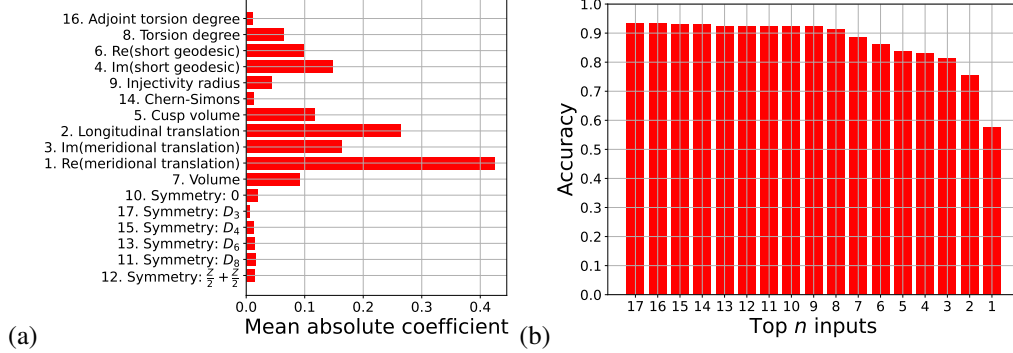 16. Adjoint torsion degree
8. Torsion degree
6. Re(short geodesic)
4. Im(short geodesic)
9. Injectivity radius
14. Chern-Simons
5. Cusp volume
2. Longitudinal translation
3. Im(meridional translation)
1. Re(meridional translation)
7. Volume
10. Symmetry: 0
17. Symmetry: D₃
15. Symmetry: D₄
13. Symmetry: D₆
11. Symmetry: D₈
12. Symmetry: Z/2 + Z/2
0.0 0.1 0.2 0.3 0.4
Mean absolute coefficient
(a)
1.0
0.9
0.8
0.7
0.6
0.5
0.4
0.3
0.2
0.1
0.0
Accuracy
17 16 15 14 13 12 11 10 9 8 7 6 5 4 3 2 1
Top n inputs
(b)